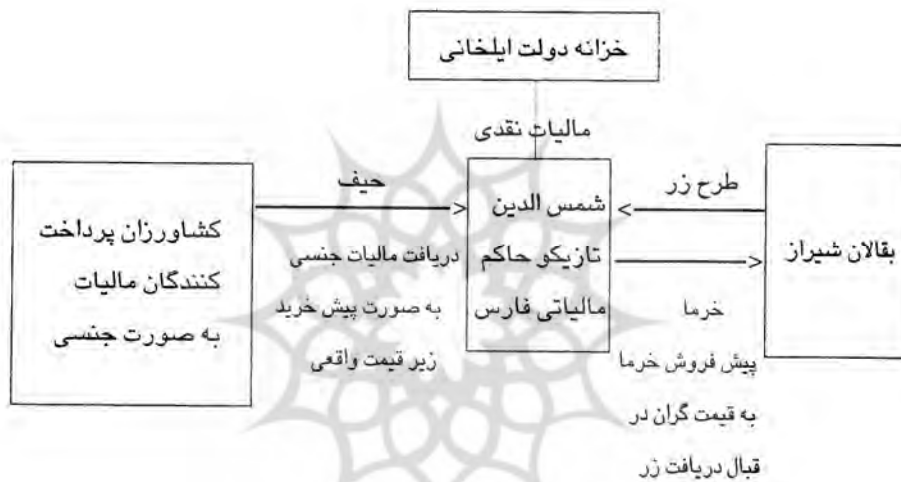 خزانه دولت ایلخانی
مالیات نقدی
بقالان شیراز
طرح زر
خرما
پیش فروش خرما
به قیمت گران در
قبال دریافت زر
شمس الدین
تازیکو حاکم
مالیاتی فارس
حیف
دریافت مالیات جنسی
به صورت پیش خرید
زیر قیمت واقعی
کشاورزان پرداخت
کنندگان مالیات
به صورت جنسی